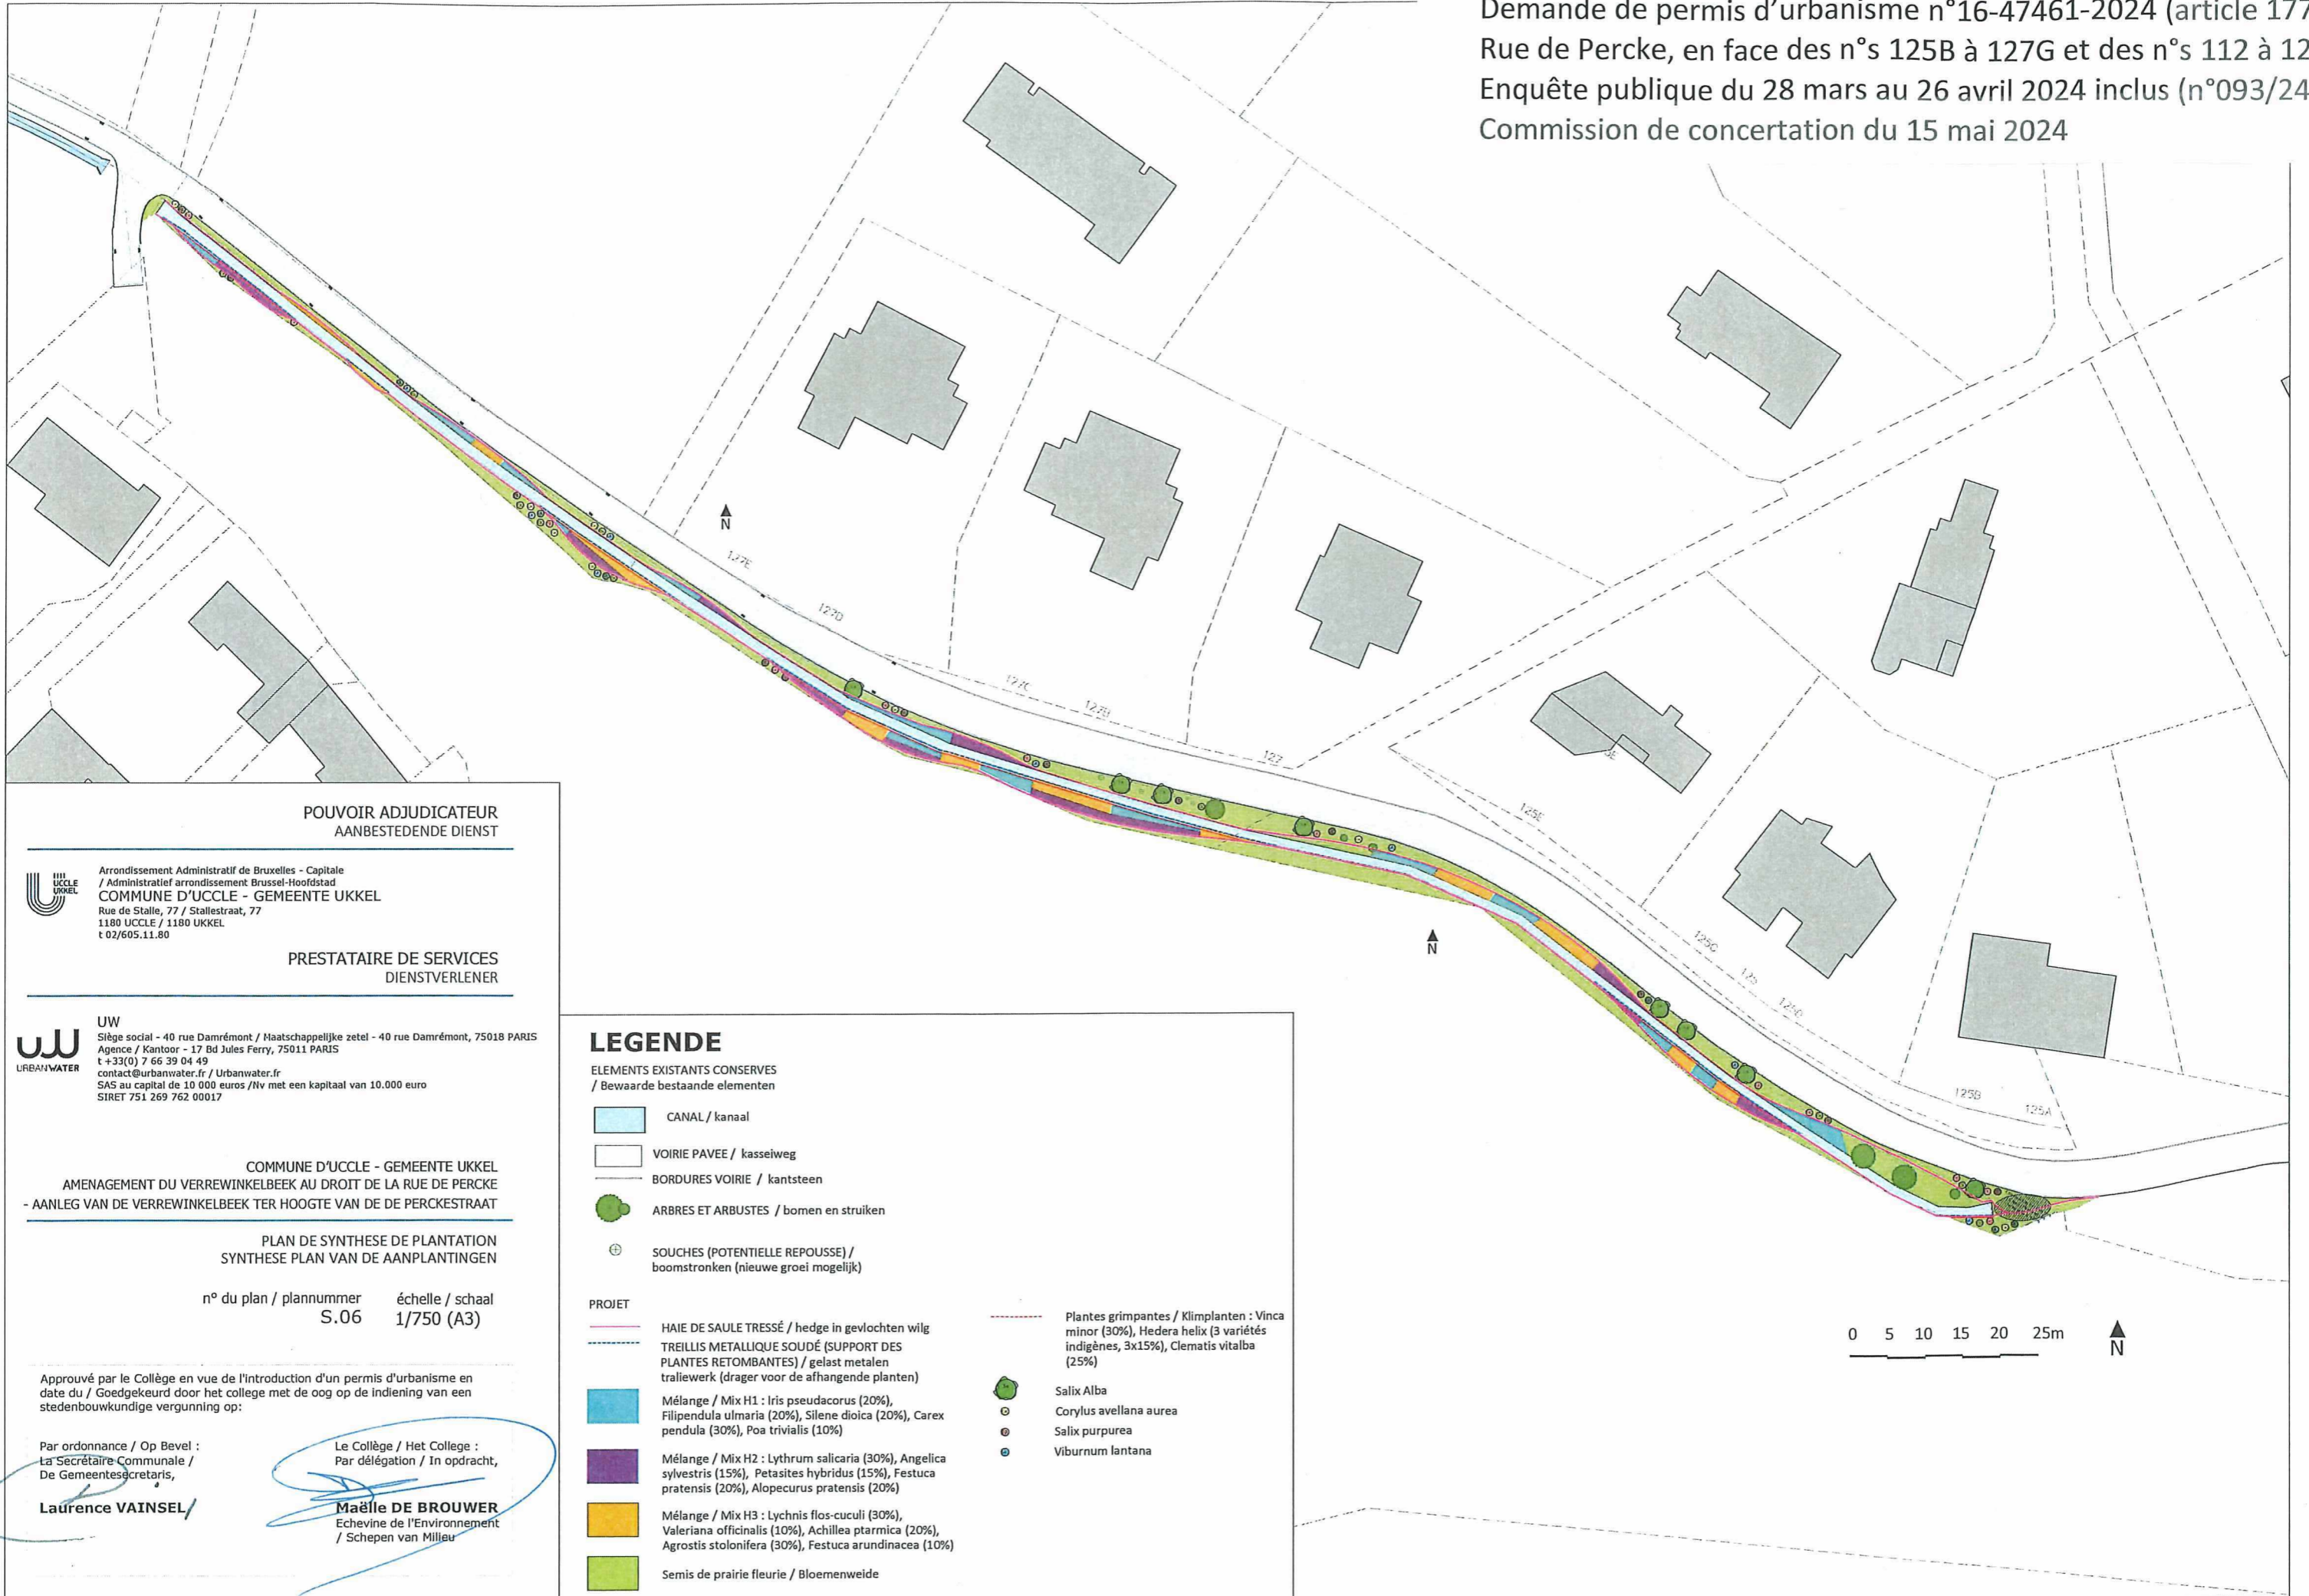 Demande de permis d'urbanisme n°16-47461-2024 (article 177
Rue de Percke, en face des n°s 125B à 127G et des n°s 112 à 12
Enquête publique du 28 mars au 26 avril 2024 inclus (n°093/24
Commission de concertation du 15 mai 2024
N
127E
127D
127C
127B
127
125E
125C
125
125B
125A
N
POUVOIR ADJUDICATEUR
AANBESTEDENDE DIENST
UCCLE
UKKEL
Arrondissement Administratif de Bruxelles - Capitale
/ Administratief arrondissement Brussel-Hoofdstad
COMMUNE D'UCCLE - GEMEENTE UKKEL
Rue de Stalle, 77 / Stallestraat, 77
1180 UCCLE / 1180 UKKEL
t 02/605.11.80
PRESTATAIRE DE SERVICES
DIENSTVERLENER
URBANWATER
UW
Siège social - 40 rue Damrémont / Maatschappelijke zetel - 40 rue Damrémont, 75018 PARIS
Agence / Kantoor - 17 Bd Jules Ferry, 75011 PARIS
t +33(0) 7 66 39 04 49
contact@urbanwater.fr / Urbanwater.fr
SAS au capital de 10 000 euros /Nv met een kapitaal van 10.000 euro
SIRET 751 269 762 00017
COMMUNE D'UCCLE - GEMEENTE UKKEL
AMENAGEMENT DU VERREWINKELBEEK AU DROIT DE LA RUE DE PERCKE
- AANLEG VAN DE VERREWINKELBEEK TER HOOGTE VAN DE DE PERCKESTRAAT
PLAN DE SYNTHESE DE PLANTATION
SYNTHESE PLAN VAN DE AANPLANTINGEN
n° du plan / plannummer échelle / schaal
S.06 1/750 (A3)
Approuvé par le Collège en vue de l'introduction d'un permis d'urbanisme en
date du / Goedgekeurd door het college met de oog op de indiening van een
stedenbouwkundige vergunning op:
Par ordonnance / Op Bevel :
La Secrétaire Communale /
De Gemeentesecretaris,
Laurence VAINSEL
Le Collège / Het College :
Par délégation / In opdracht,
Maëlle DE BROUWER
Echevine de l'Environnement
/ Schepen van Milieu
LEGENDE
ELEMENTS EXISTANTS CONSERVES
/ Bewaarde bestaande elementen
CANAL / kanaal
VOIRIE PAVEE / kasseiweg
BORDURES VOIRIE / kantsteen
ARBRES ET ARBUSTES / bomen en struiken
SOUCHES (POTENTIELLE REPOUSSE) /
boomstronken (nieuwe groei mogelijk)
PROJET
HAIE DE SAULE TRESSÉ / hedge in gevlochten wilg
TREILLIS METALLIQUE SOUDÉ (SUPPORT DES
PLANTES RETOMBANTES) / gelast metalen
traliewerk (drager voor de afhangende planten)
Mélange / Mix H1 : Iris pseudacorus (20%),
Filipendula ulmaria (20%), Silene dioica (20%), Carex
pendula (30%), Poa trivialis (10%)
Mélange / Mix H2 : Lythrum salicaria (30%), Angelica
sylvestris (15%), Petasites hybridus (15%), Festuca
pratensis (20%), Alopecurus pratensis (20%)
Mélange / Mix H3 : Lychnis flos-cuculi (30%),
Valeriana officinalis (10%), Achillea ptarmica (20%),
Agrostis stolonifera (30%), Festuca arundinacea (10%)
Semis de prairie fleurie / Bloemenweide
Plantes grimpantes / Klimplanten : Vinca
minor (30%), Hedera helix (3 variétés
indigènes, 3x15%), Clematis vitalba
(25%)
Salix Alba
Corylus avellana aurea
Salix purpurea
Viburnum lantana
0 5 10 15 20 25m
N